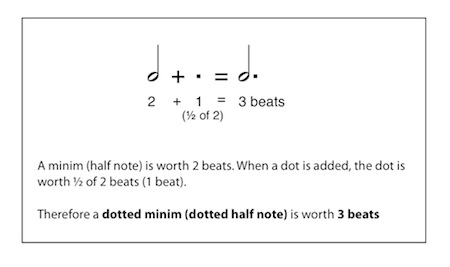 + · =
2 + 1 = 3 beats
(½ of 2)
A minim (half note) is worth 2 beats. When a dot is added, the dot is
worth ½ of 2 beats (1 beat).
Therefore a dotted minim (dotted half note) is worth 3 beats